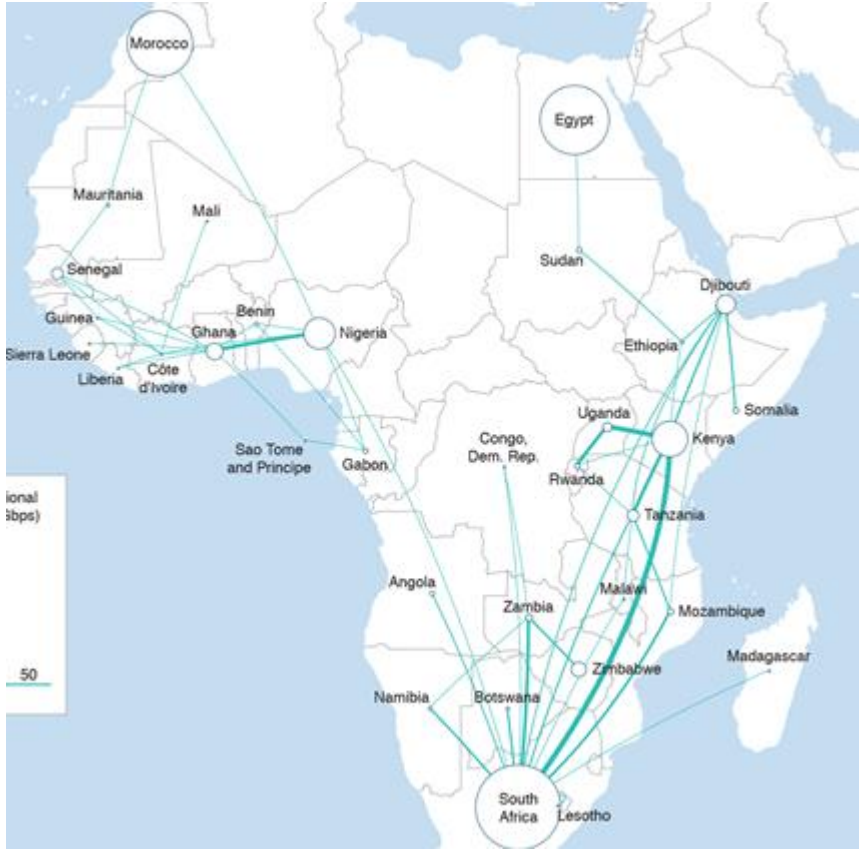 Morocco
Egypt
Mauritania
Mali
Sudan
Senegal
Djibouti
Guinea
Benin
Ghana
Nigeria
Sierra Leone
Ethiopia
Liberia
Côte
d'Ivoire
Somalia
Uganda
Kenya
Congo,
Dem. Rep.
Sao Tome
and Principe
Gabon
Rwanda
ional
Gbps)
Tanzania
Angola
Malawi
Zambia
Mozambique
Madagascar
Zimbabwe
50
Namibia
Botswana
South
Africa
Lesotho